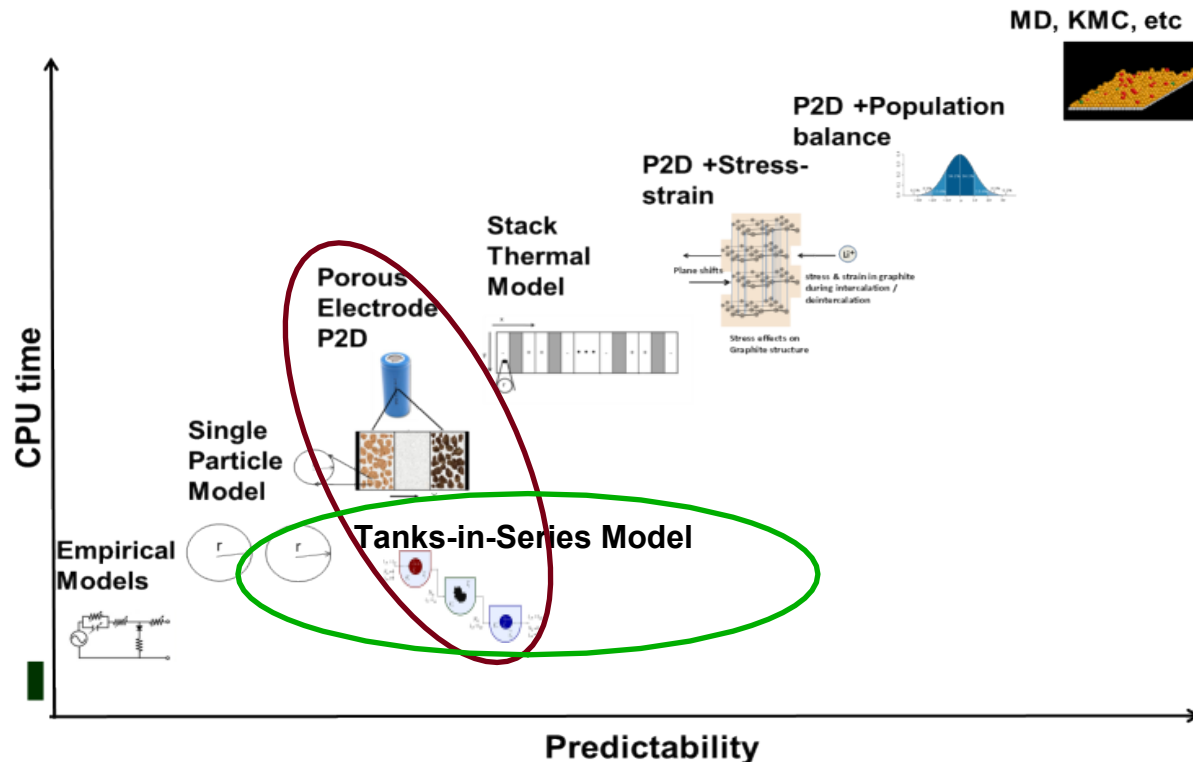 MD, KMC, etc
P2D +Population
balance
P2D +Stress-
strain
Li⁺
Plane shifts
stress & strain in graphite
during intercalation /
deintercalation
Stress effects on
Graphite structure
Stack
Thermal
Model
x
Porous
Electrode
P2D
Single
Particle
Model
r
r
Tanks-in-Series Model
Empirical
Models
CPU time
Predictability